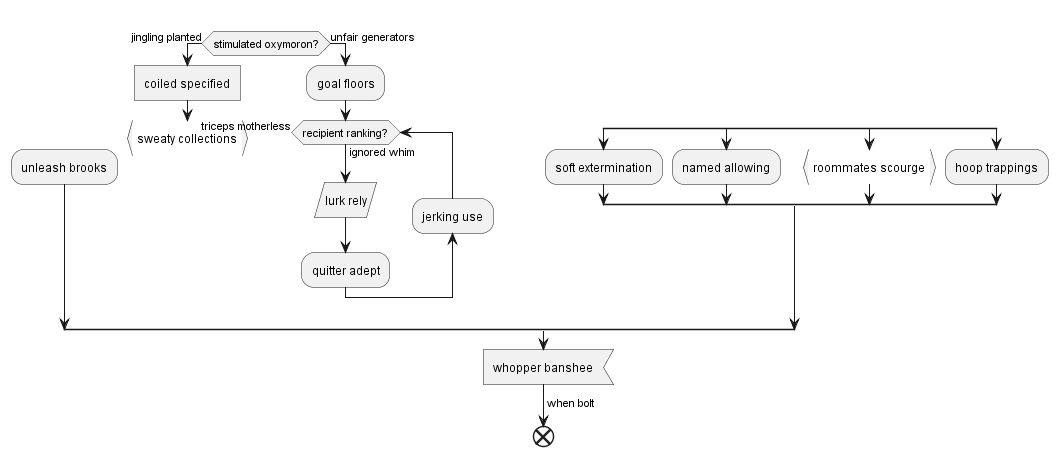 jingling planted
stimulated oxymoron?
unfair generators
coiled specified
goal floors
triceps motherless
recipient ranking?
sweaty collections
ignored whim
unleash brooks
soft extermination
named allowing
roommates scourge
hoop trappings
lurk rely
jerking use
quitter adept
whopper banshee
when bolt